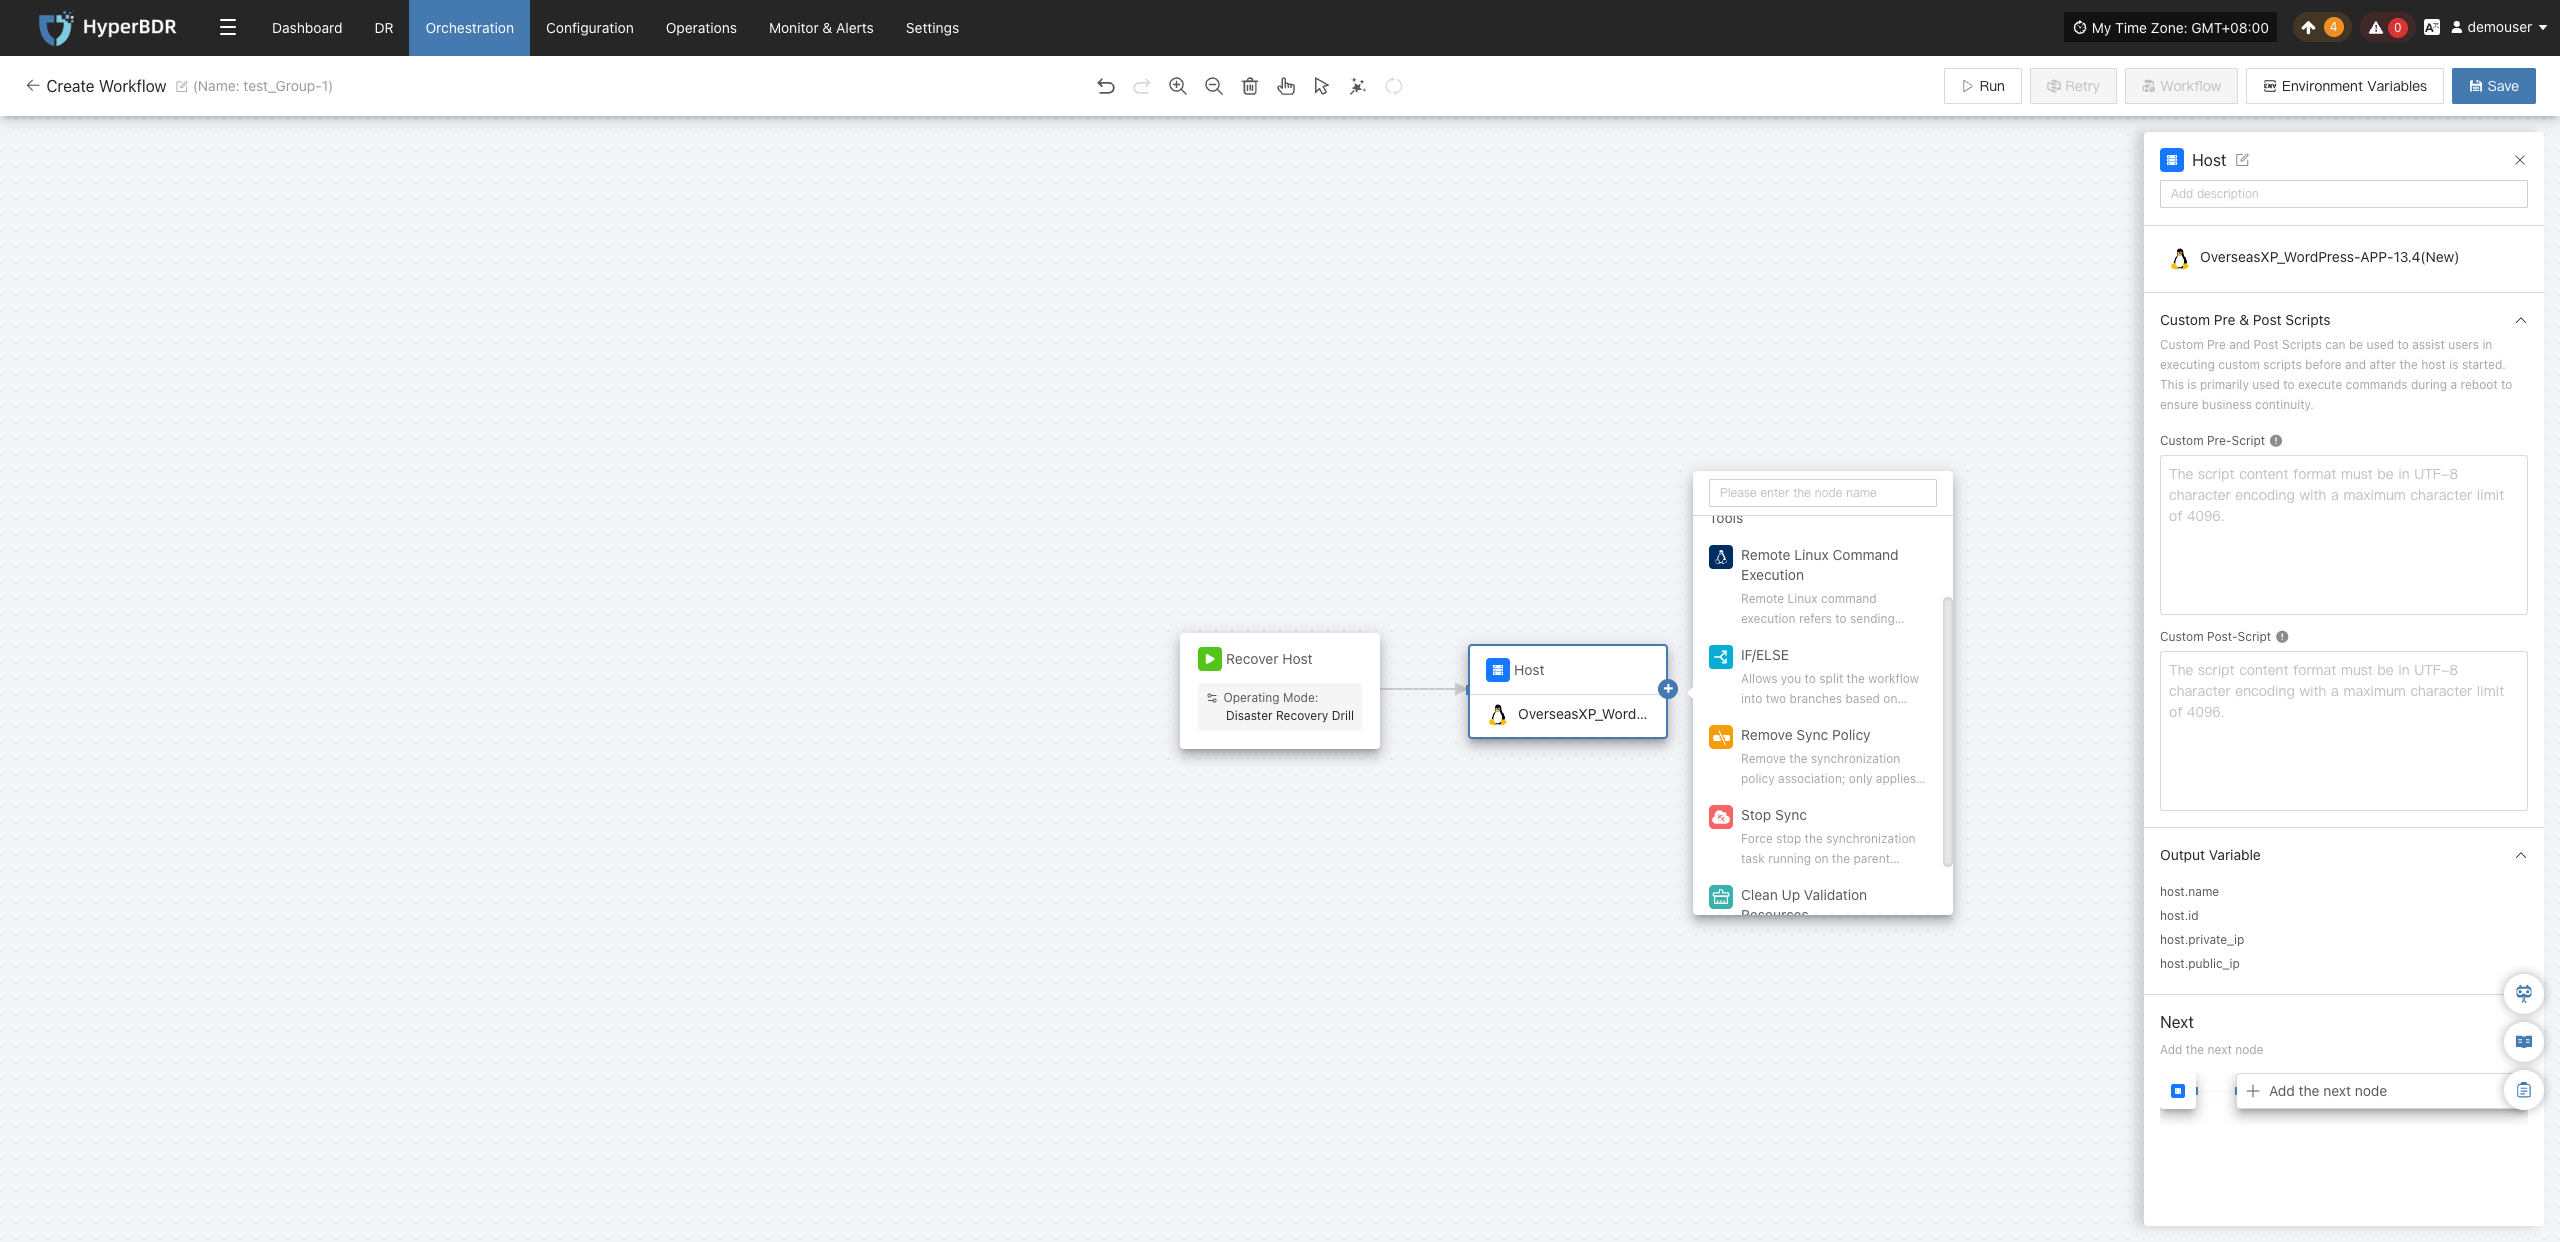 HyperBDR
Dashboard
DR
Orchestration
Configuration
Operations
Monitor & Alerts
Settings
My Time Zone: GMT+08:00
4
0
demouser
Create Workflow
(Name: test_Group-1)
Run
Retry
Workflow
Environment Variables
Save
Recover Host
Operating Mode:
Disaster Recovery Drill
Host
OverseasXP_Word...
Please enter the node name
Tools
Remote Linux Command
Execution
Remote Linux command
execution refers to sending...
IF/ELSE
Allows you to split the workflow
into two branches based on...
Remove Sync Policy
Remove the synchronization
policy association; only applies...
Stop Sync
Force stop the synchronization
task running on the parent...
Clean Up Validation
Resources
Host
Add description
OverseasXP_WordPress-APP-13.4(New)
Custom Pre & Post Scripts
Custom Pre and Post Scripts can be used to assist users in
executing custom scripts before and after the host is started.
This is primarily used to execute commands during a reboot to
ensure business continuity.
Custom Pre-Script
The script content format must be in UTF-8
character encoding with a maximum character limit
of 4096.
Custom Post-Script
The script content format must be in UTF-8
character encoding with a maximum character limit
of 4096.
Output Variable
host.name
host.id
host.private_ip
host.public_ip
Next
Add the next node
Add the next node